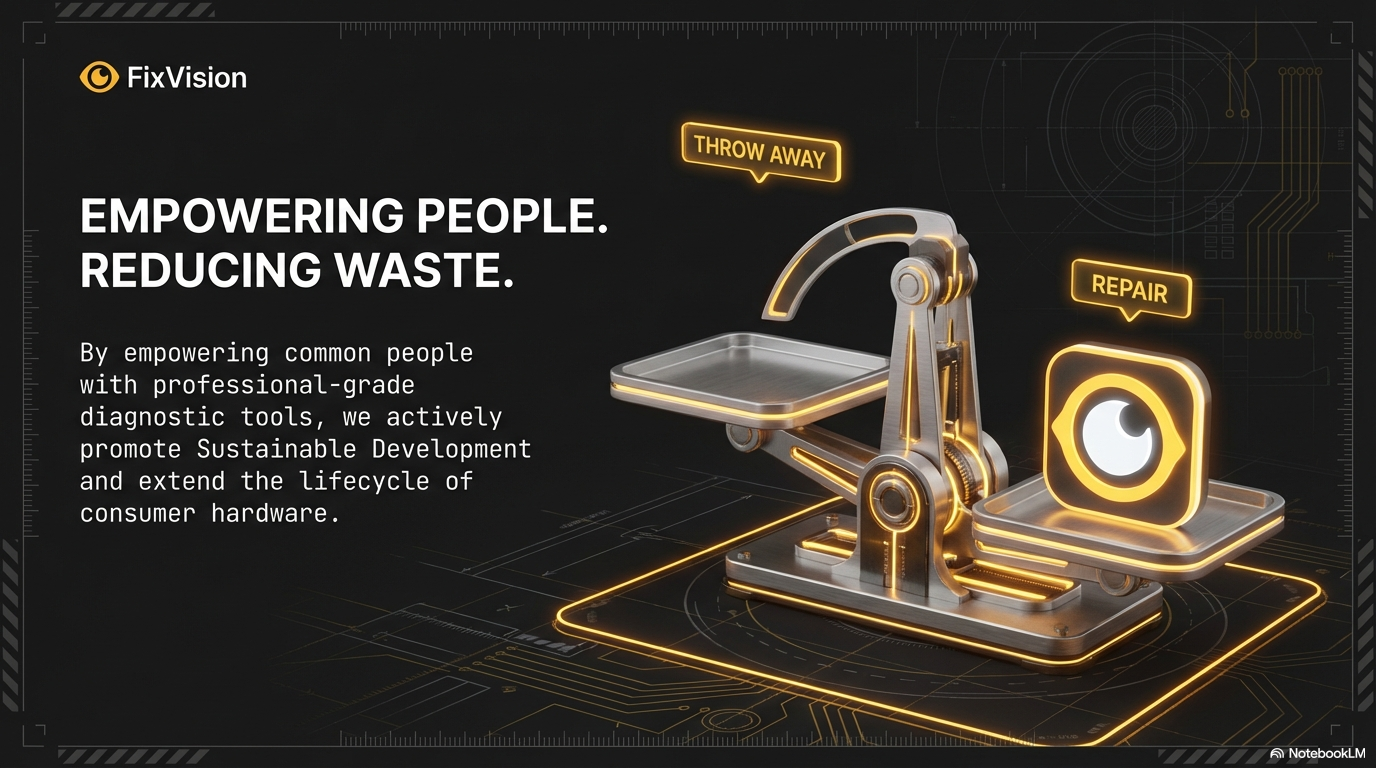 FixVision
EMPOWERING PEOPLE.
REDUCING WASTE.
By empowering common people
with professional-grade
diagnostic tools, we actively
promote Sustainable Development
and extend the lifecycle of
consumer hardware.
THROW AWAY
REPAIR
NotebookLM